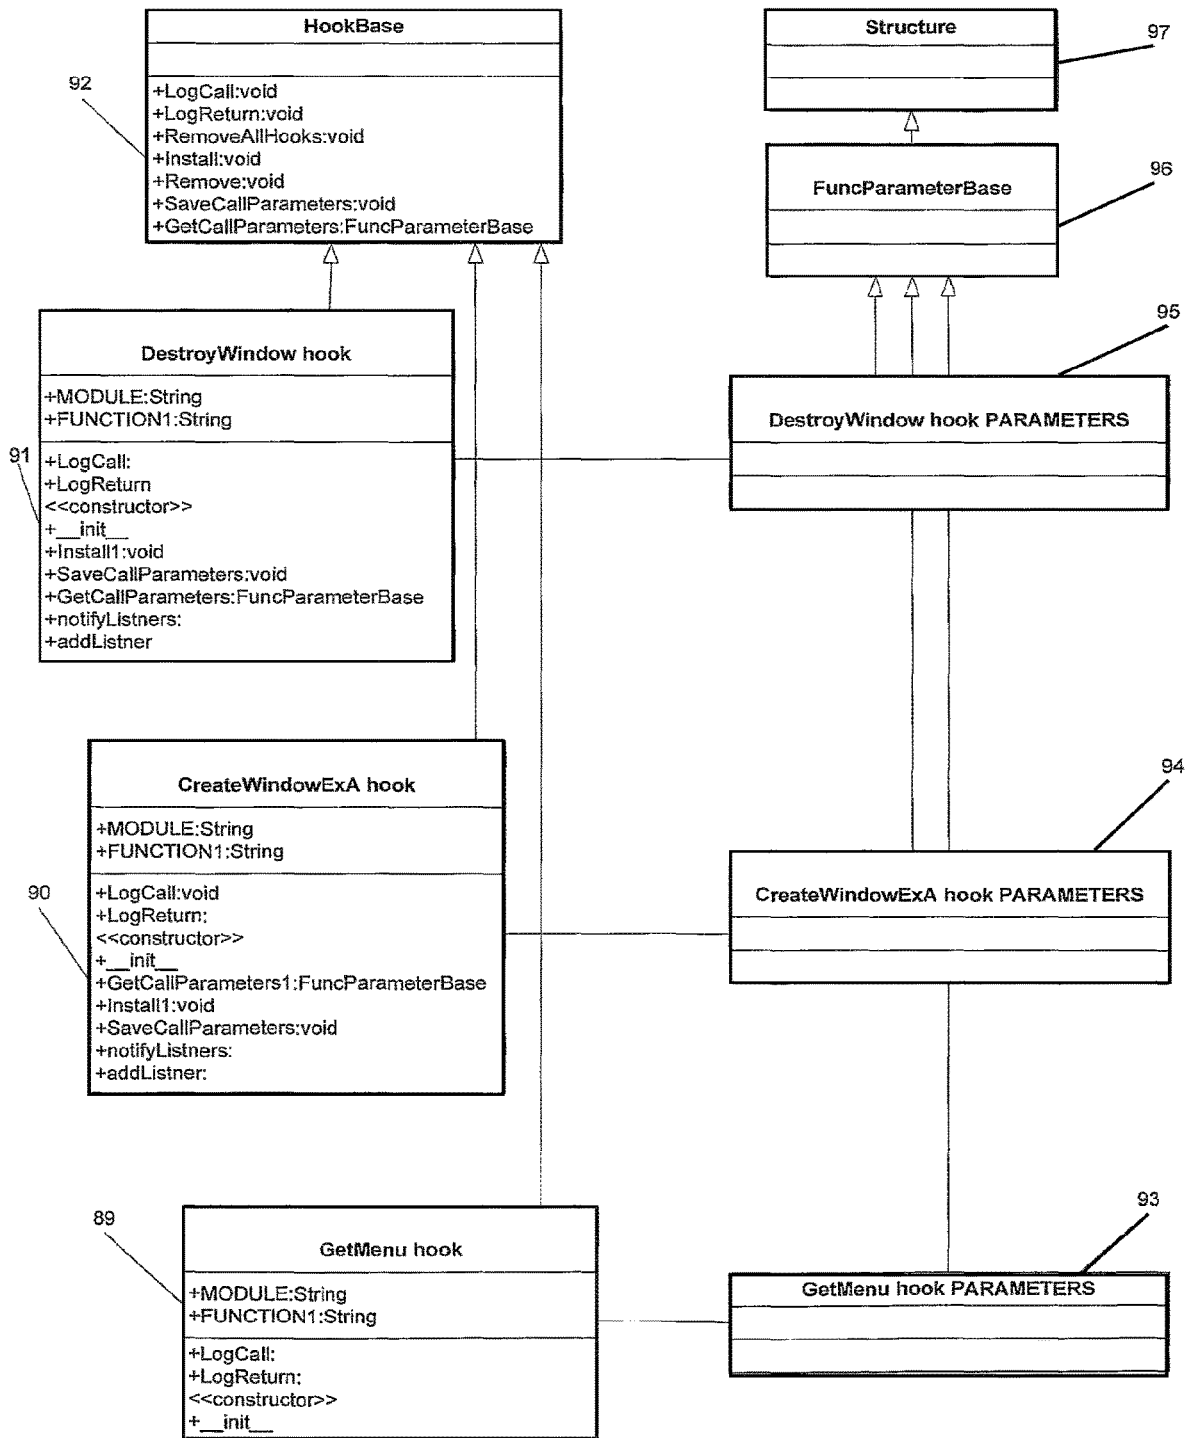 HookBase
92
+LogCall:void
+LogReturn:void
+RemoveAllHooks:void
+Install:void
+Remove:void
+SaveCallParameters:void
+GetCallParameters:FuncParameterBase
Structure
97
FuncParameterBase
96
DestroyWindow hook
91
+MODULE:String
+FUNCTION1:String
+LogCall:
+LogReturn
<<constructor>>
+__init__
+Install1:void
+SaveCallParameters:void
+GetCallParameters:FuncParameterBase
+notifyListners:
+addListner
95
DestroyWindow hook PARAMETERS
CreateWindowExA hook
90
+MODULE:String
+FUNCTION1:String
+LogCall:void
+LogReturn:
<<constructor>>
+__init__
+GetCallParameters1:FuncParameterBase
+Install1:void
+SaveCallParameters:void
+notifyListners:
+addListner:
94
CreateWindowExA hook PARAMETERS
89
GetMenu hook
+MODULE:String
+FUNCTION1:String
+LogCall:
+LogReturn:
<<constructor>>
+__init__
93
GetMenu hook PARAMETERS